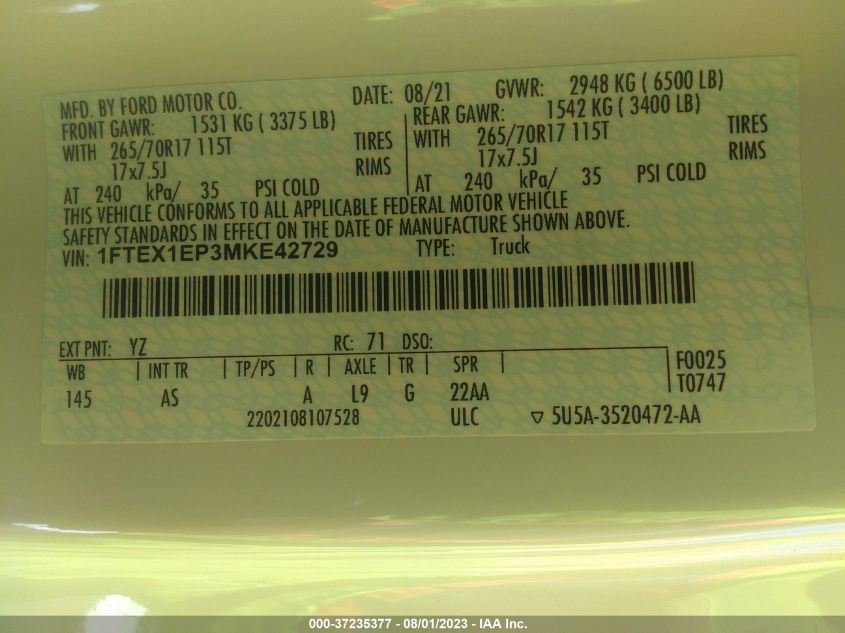 MFD. BY FORD MOTOR CO. DATE: 08/21 GVWR: 2948 KG ( 6500 LB)
FRONT GAWR: 1531 KG ( 3375 LB) REAR GAWR: 1542 KG ( 3400 LB)
WITH 265/70R17 115T TIRES WITH 265/70R17 115T TIRES
17x7.5J RIMS 17x7.5J RIMS
AT 240 kPa/ 35 PSI COLD AT 240 kPa/ 35 PSI COLD
THIS VEHICLE CONFORMS TO ALL APPLICABLE FEDERAL MOTOR VEHICLE
SAFETY STANDARDS IN EFFECT ON THE DATE OF MANUFACTURE SHOWN ABOVE.
VIN: 1FTEX1EP3MKE42729 TYPE: Truck
EXT PNT: YZ RC: 71 DSO:
WB INT TR TP/PS R AXLE TR SPR F0025
145 AS A L9 G 22AA T0747
2202108107528 ULC ▽ 5U5A-3520472-AA
000-37235377 - 08/01/2023 - IAA Inc.